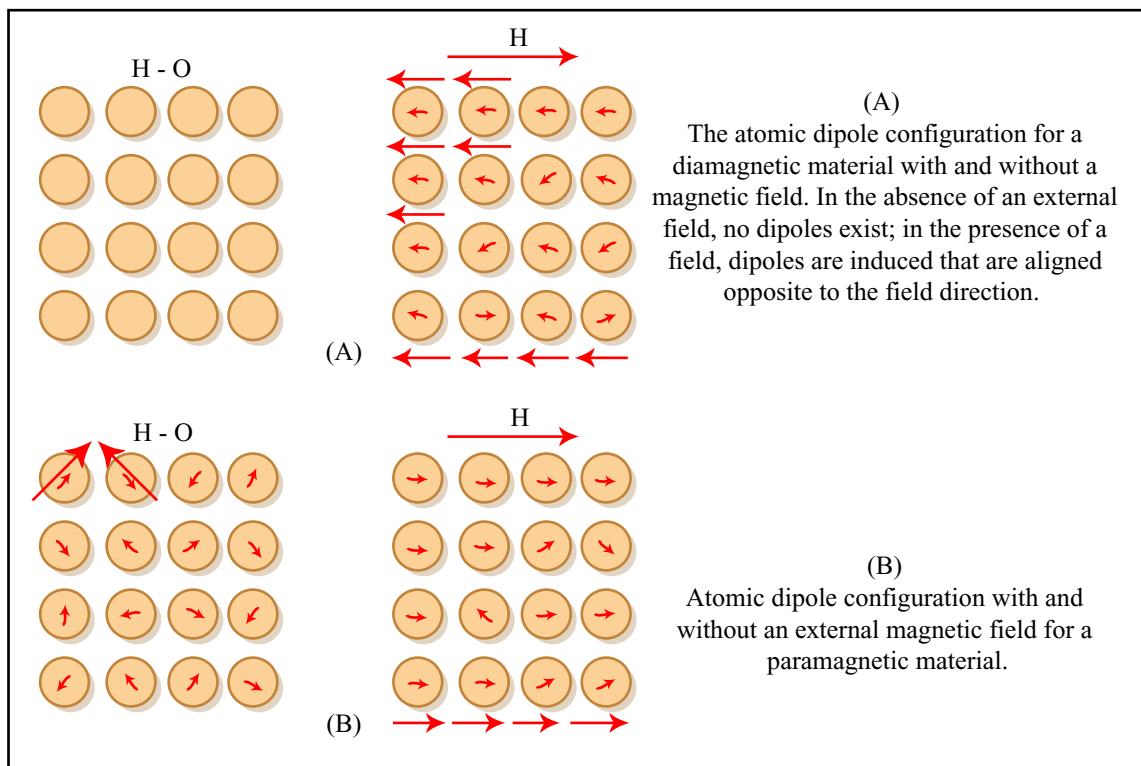 H - O
H
(A)
The atomic dipole configuration for a
diamagnetic material with and without a
magnetic field. In the absence of an external
field, no dipoles exist; in the presence of a
field, dipoles are induced that are aligned
opposite to the field direction.
(A)
H - O
H
(B)
Atomic dipole configuration with and
without an external magnetic field for a
paramagnetic material.
(B)